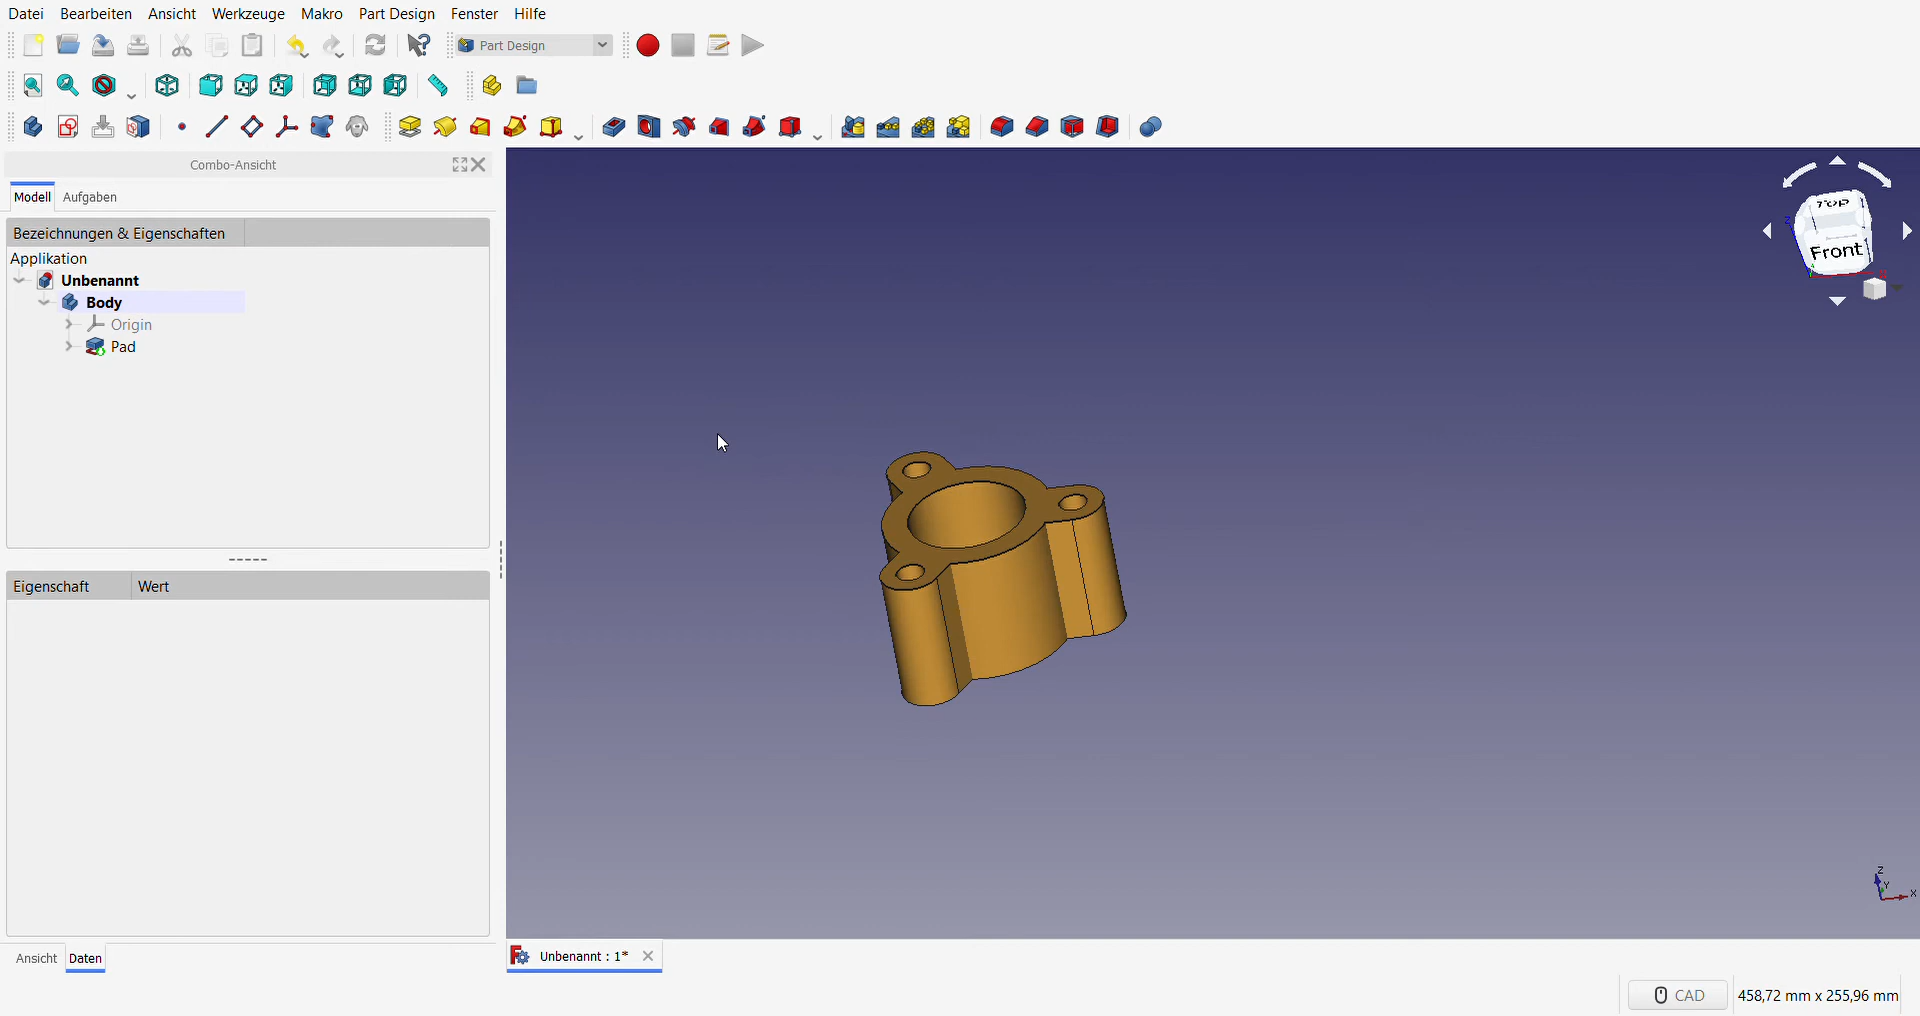 Datei Bearbeiten Ansicht Werkzeuge Makro Part Design Fenster Hilfe
Part Design
Combo-Ansicht
Modell Aufgaben
Bezeichnungen & Eigenschaften
Applikation
Unbenannt
Body
Origin
Pad
Eigenschaft Wert
Ansicht Daten
TOP
Front
Z
X
Z
Y
X
Unbenannt : 1*
CAD 458,72 mm x 255,96 mm